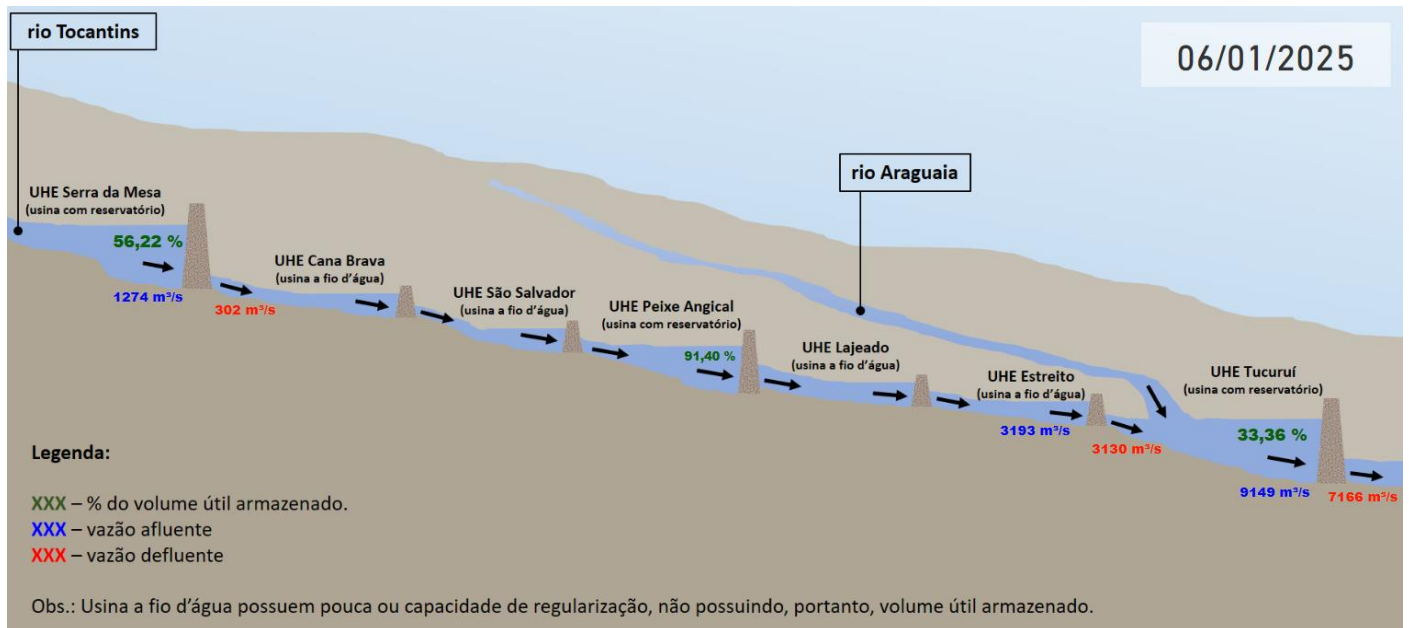 rio Tocantins
06/01/2025
rio Araguaia
UHE Serra da Mesa
(usina com reservatório)
56,22 %
1274 m³/s
302 m³/s
UHE Cana Brava
(usina a fio d'água)
UHE São Salvador
(usina a fio d'água)
UHE Peixe Angical
(usina com reservatório)
91,40 %
UHE Lajeado
(usina a fio d'água)
UHE Estreito
(usina a fio d'água)
3193 m³/s
3130 m³/s
UHE Tucuruí
(usina com reservatório)
33,36 %
9149 m³/s
7166 m³/s
Legenda:
XXX – % do volume útil armazenado.
XXX – vazão afluente
XXX – vazão defluente
Obs.: Usina a fio d'água possuem pouca ou capacidade de regularização, não possuindo, portanto, volume útil armazenado.